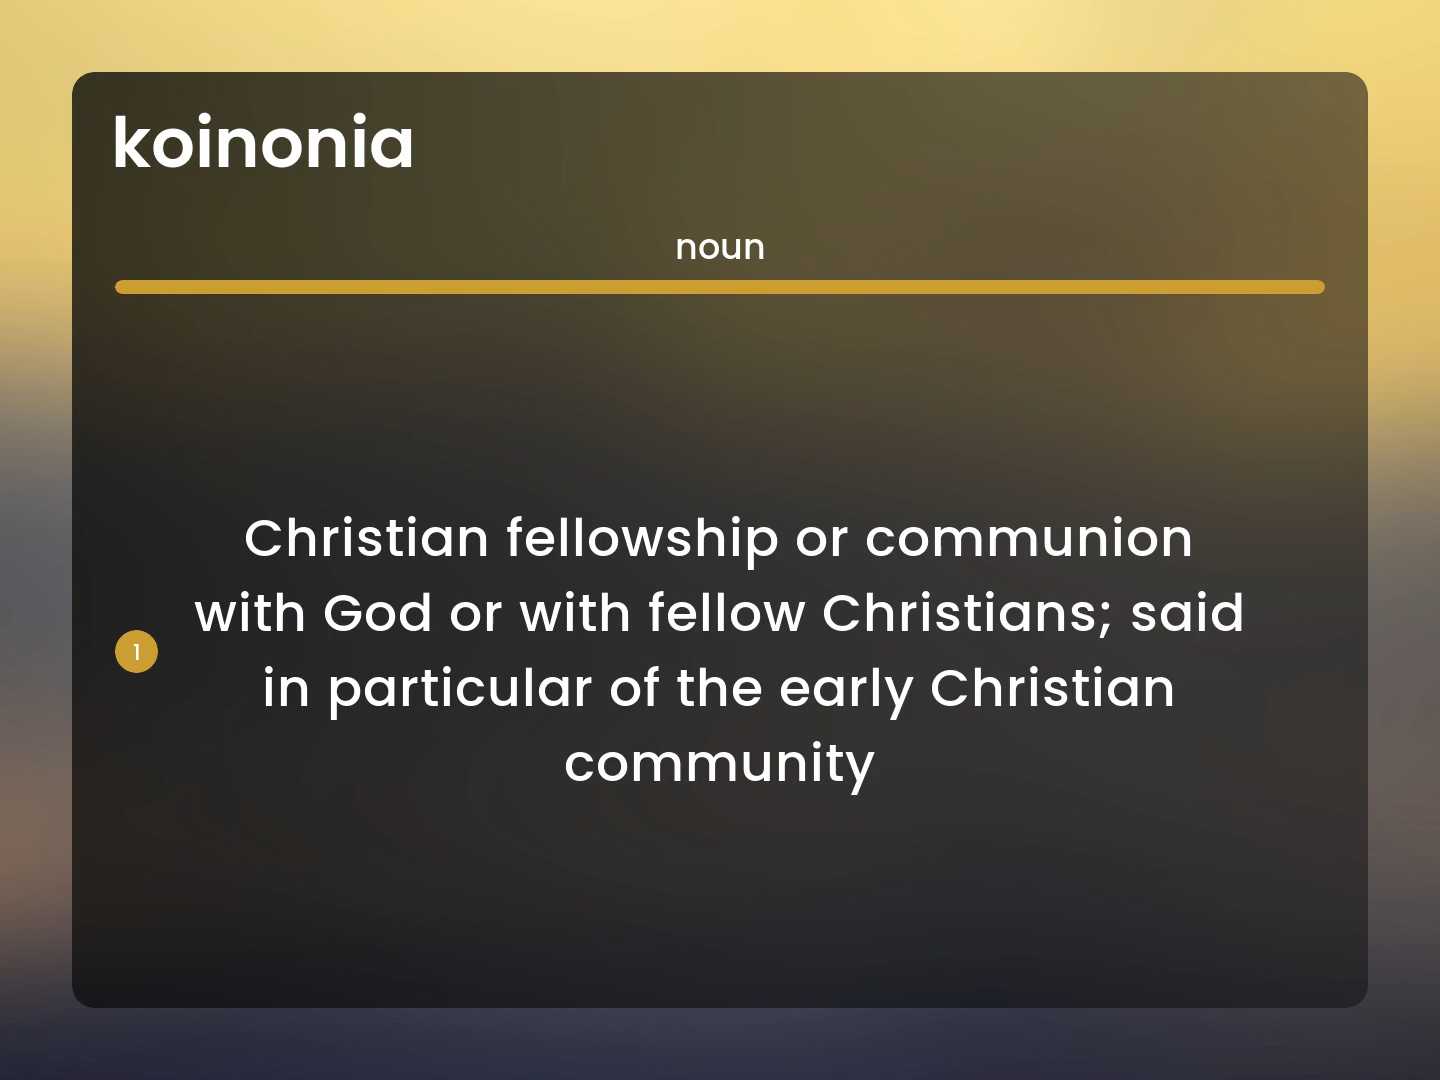 koinonia
noun
Christian fellowship or communion
with God or with fellow Christians; said
1
in particular of the early Christian
community